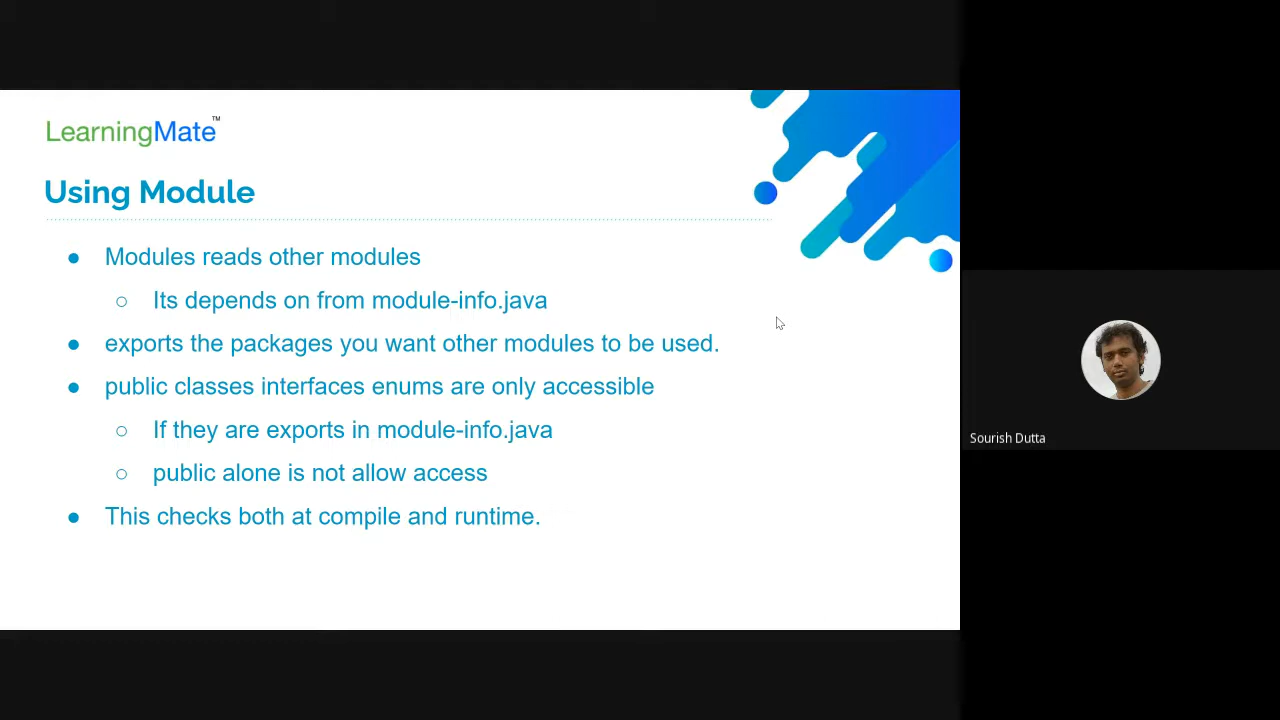 LearningMate™
Using Module
● Modules reads other modules
○ Its depends on from module-info.java
● exports the packages you want other modules to be used.
● public classes interfaces enums are only accessible
○ If they are exports in module-info.java
○ public alone is not allow access
● This checks both at compile and runtime.
Sourish Dutta